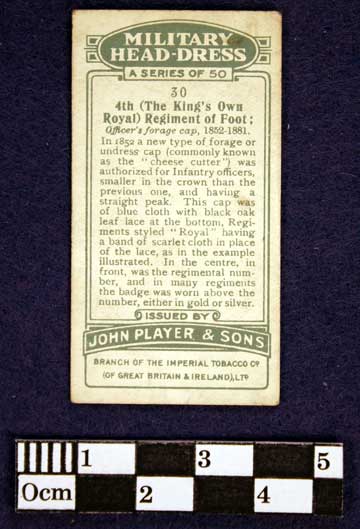 MILITARY
HEAD-DRESS
A SERIES OF 50
30
4th (The King's Own
Royal) Regiment of Foot;
Officer's forage cap, 1852-1881.
In 1852 a new type of forage or
undress cap (commonly known
as the "cheese cutter") was
authorized for Infantry officers,
smaller in the crown than the
previous one, and having a
straight peak. This cap was
of blue cloth with black oak
leaf lace at the bottom, Regi-
ments styled "Royal" having
a band of scarlet cloth in place
of the lace, as in the example
illustrated. In the centre, in
front, was the regimental num-
ber, and in many regiments
the badge was worn above the
number, either in gold or silver.
ISSUED BY
JOHN PLAYER & SONS
BRANCH OF THE IMPERIAL TOBACCO CO
(OF GREAT BRITAIN & IRELAND), LTD
1 3 5
0cm 2 4